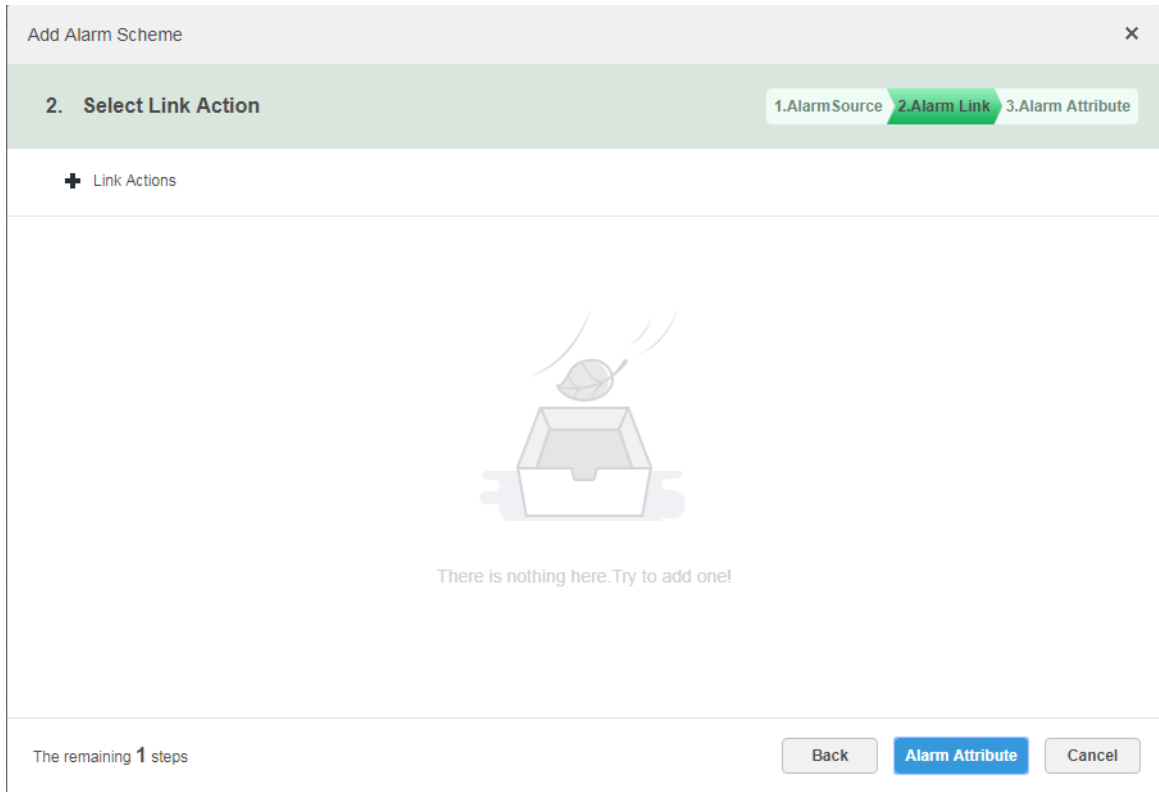 Add Alarm Scheme
2. Select Link Action
1.AlarmSource 2.Alarm Link 3.Alarm Attribute
Link Actions
There is nothing here.Try to add one!
The remaining 1 steps
Back Alarm Attribute Cancel